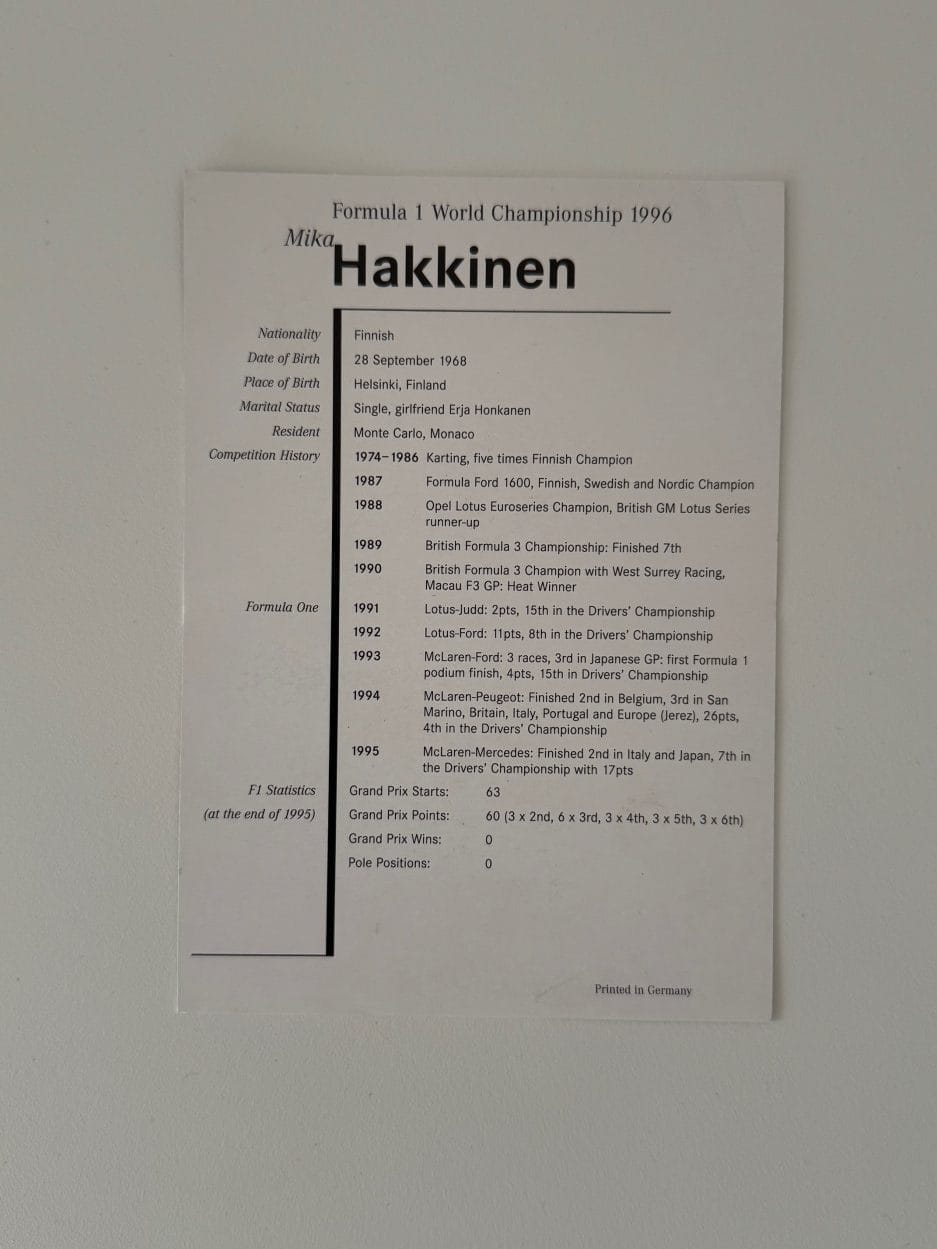 Formula 1 World Championship 1996
Mika
Hakkinen
Nationality Finnish
Date of Birth 28 September 1968
Place of Birth Helsinki, Finland
Marital Status Single, girlfriend Erja Honkanen
Resident Monte Carlo, Monaco
Competition History 1974–1986 Karting, five times Finnish Champion
1987 Formula Ford 1600, Finnish, Swedish and Nordic Champion
1988 Opel Lotus Euroseries Champion, British GM Lotus Series
runner-up
1989 British Formula 3 Championship: Finished 7th
1990 British Formula 3 Champion with West Surrey Racing,
Macau F3 GP: Heat Winner
Formula One 1991 Lotus-Judd: 2pts, 15th in the Drivers' Championship
1992 Lotus-Ford: 11pts, 8th in the Drivers' Championship
1993 McLaren-Ford: 3 races, 3rd in Japanese GP: first Formula 1
podium finish, 4pts, 15th in Drivers' Championship
1994 McLaren-Peugeot: Finished 2nd in Belgium, 3rd in San
Marino, Britain, Italy, Portugal and Europe (Jerez), 26pts,
4th in the Drivers' Championship
1995 McLaren-Mercedes: Finished 2nd in Italy and Japan, 7th in
the Drivers' Championship with 17pts
F1 Statistics Grand Prix Starts: 63
(at the end of 1995) Grand Prix Points: 60 (3 x 2nd, 6 x 3rd, 3 x 4th, 3 x 5th, 3 x 6th)
Grand Prix Wins: 0
Pole Positions: 0
Printed in Germany